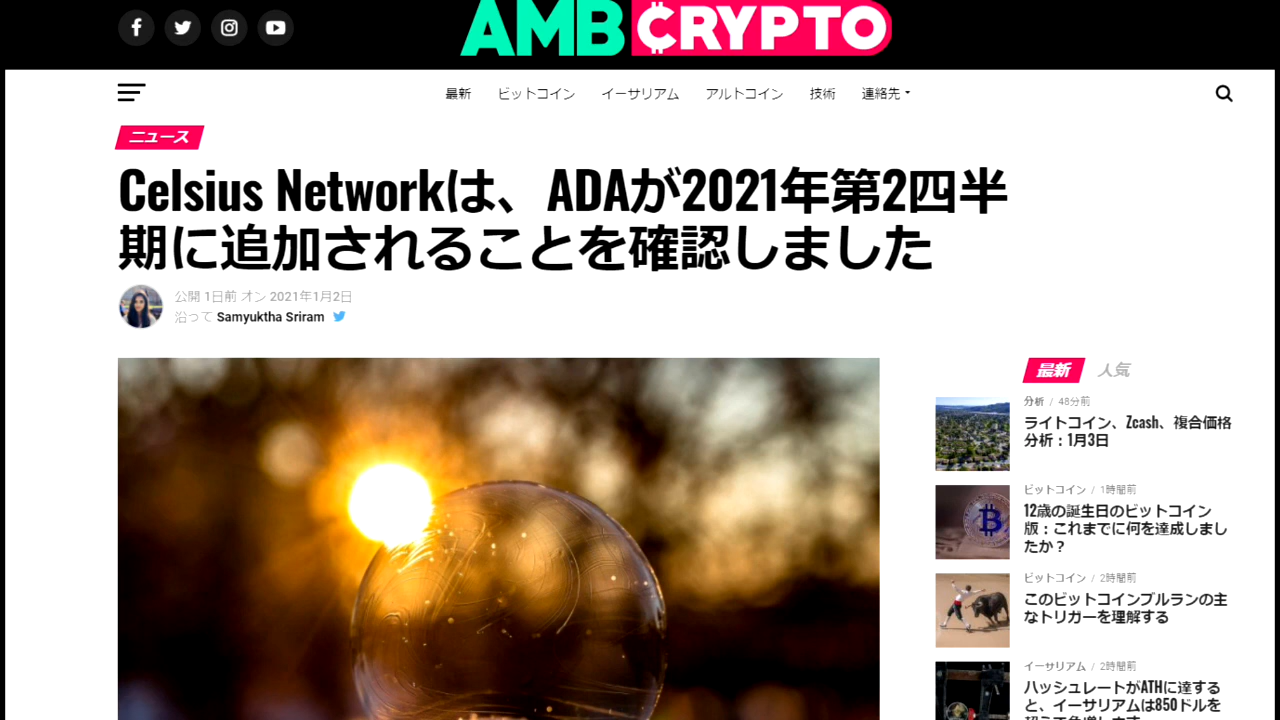 AMBCRYPTO
最新 ビットコイン イーサリアム アルトコイン 技術 連絡先
ニュース
Celsius Networkは、ADAが2021年第2四半
期に追加されることを確認しました
公開 1日前 オン 2021年1月2日
沿って Samyuktha Sriram
最新 人気
分析 / 48分前
ライトコイン、Zcash、複合価格
分析：1月3日
ビットコイン / 1時間前
12歳の誕生日のビットコイン
版：これまでに何を達成しまし
たか？
ビットコイン / 2時間前
このビットコインブルランの主
なトリガーを理解する
イーサリアム / 2時間前
ハッシュレートがATHに達する
と、イーサリアムは850ドルを